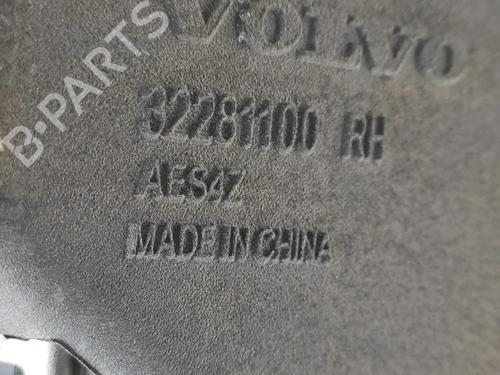 VOLVO
32281100 RH
AES4Z
MADE IN CHINA
B-PARTS